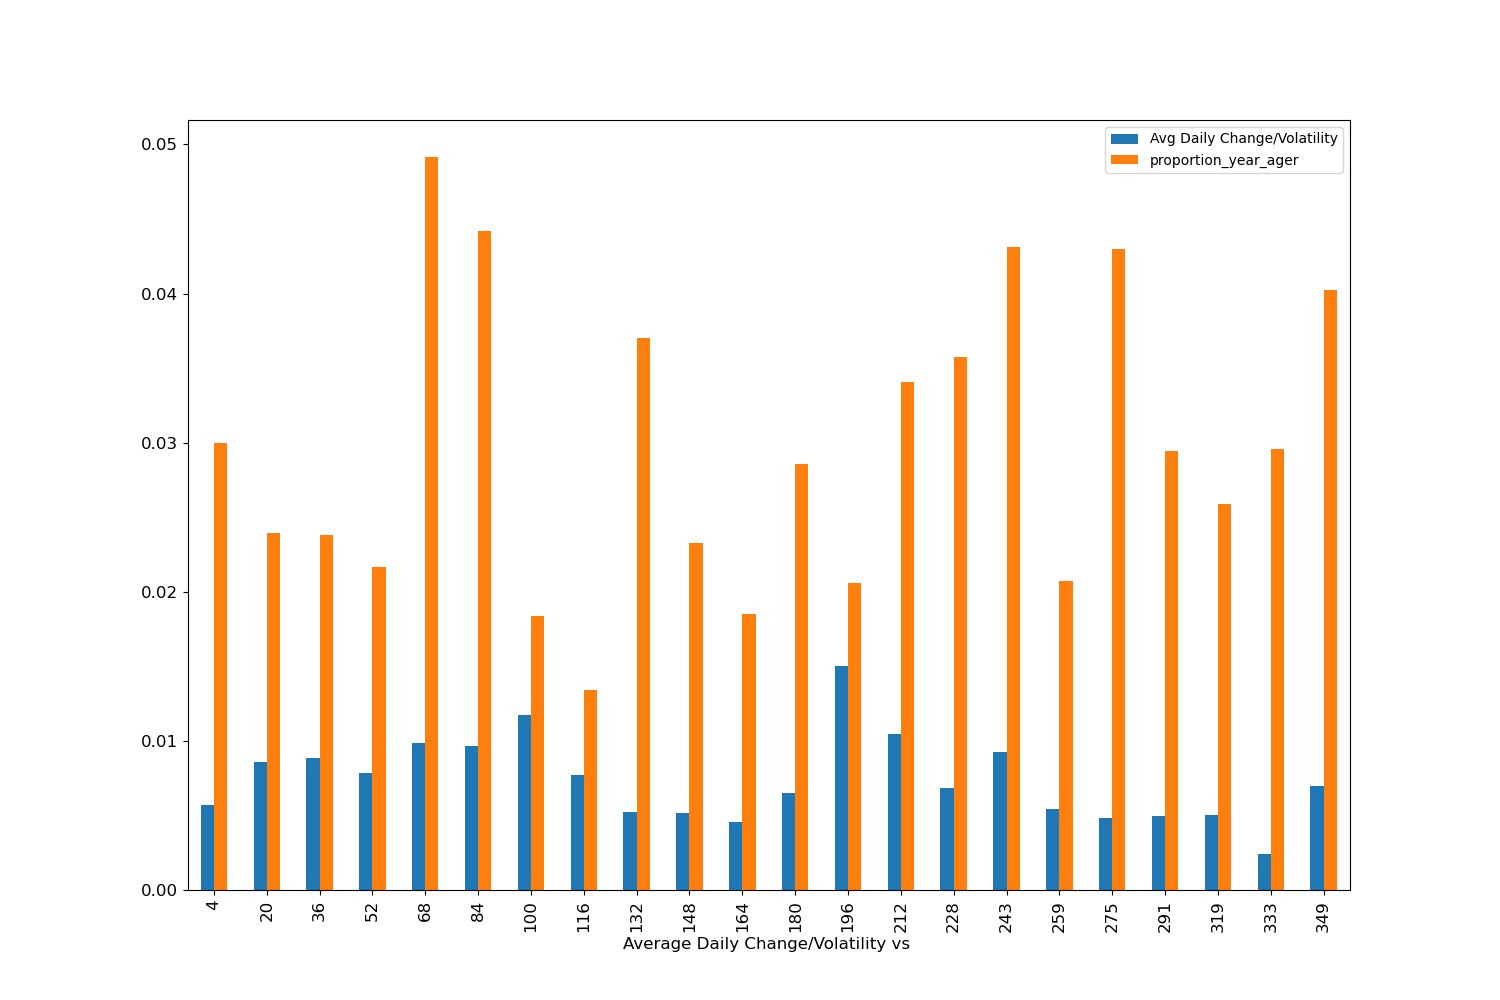 Avg Daily Change/Volatility
proportion_year_ager
0.05
0.04
0.03
0.02
0.01
0.00
4 20 36 52 68 84 100 116 132 148 164 180 196 212 228 243 259 275 291 319 333 349
Average Daily Change/Volatility vs